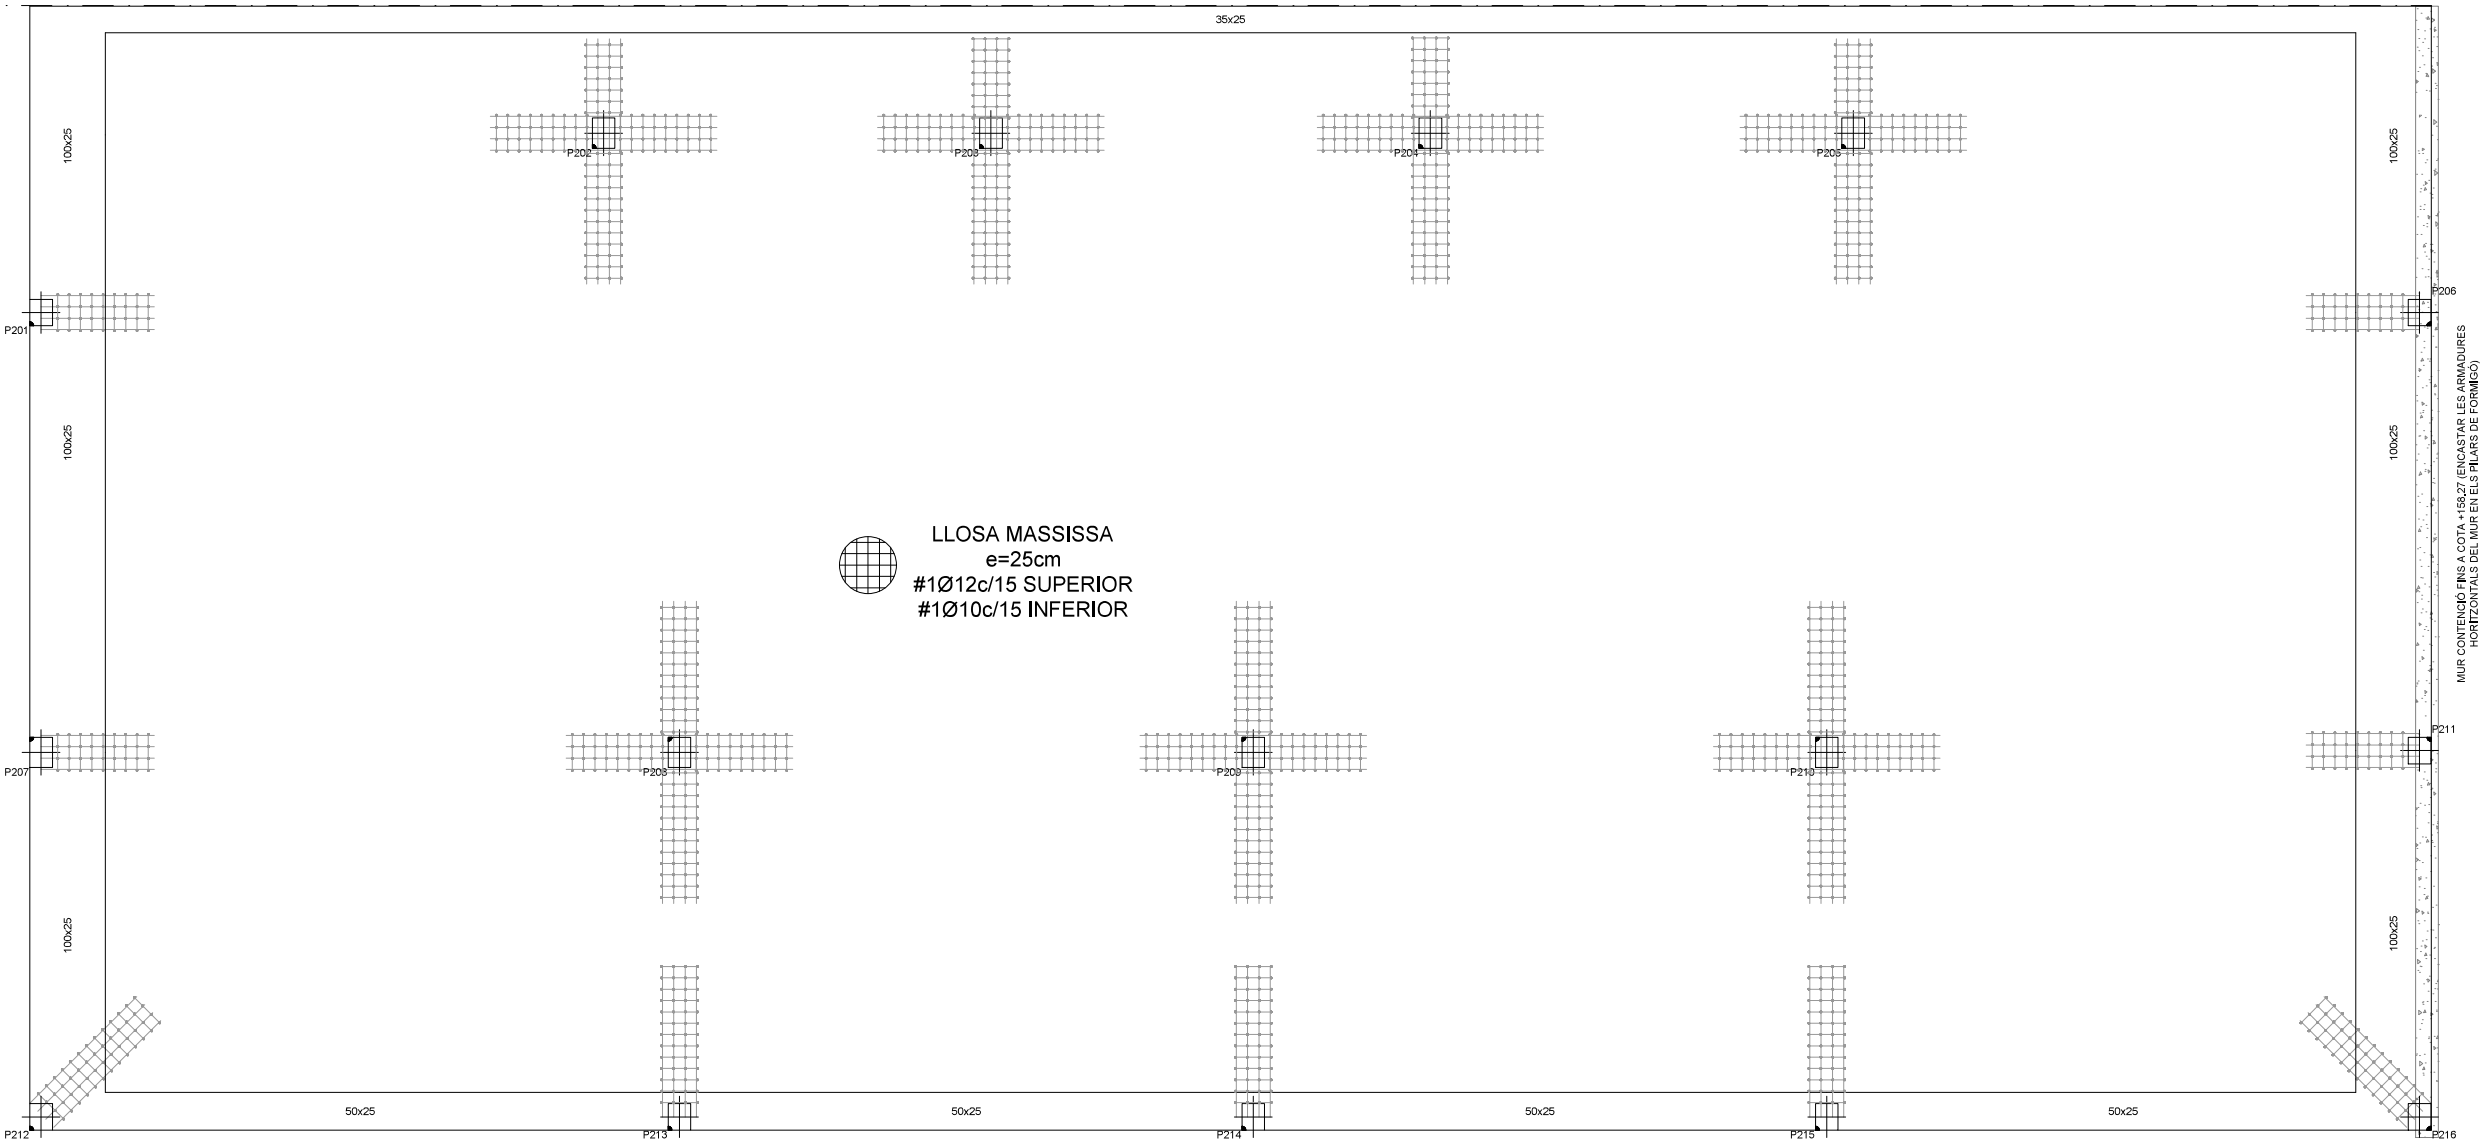 35x25
100x25
100x25
P202
P203
P204
P205
P206
P201
MUR CONTENCIÓ FINS A COTA +158,27 (ENCASTAR LES ARMADURES
HORITZONTALS DEL MUR EN ELS PILARS DE FORMIGÓ)
100x25
100x25
LLOSA MASSISSA
e=25cm
#1Ø12c/15 SUPERIOR
#1Ø10c/15 INFERIOR
P211
P207
P208
P209
P210
100x25
100x25
50x25
50x25
50x25
50x25
P212
P213
P214
P215
P216